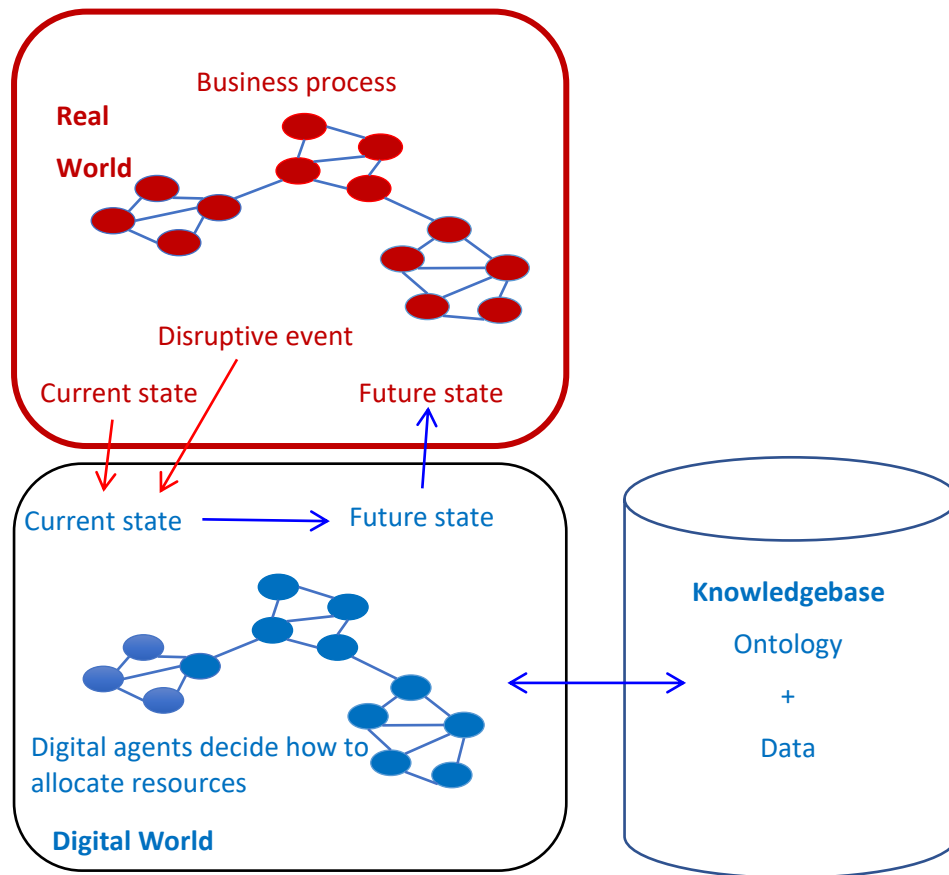 Business process
Real
World
Disruptive event
Current state
Future state
Current state
Future state
Digital agents decide how to
allocate resources
Digital World
Knowledgebase
Ontology
+
Data